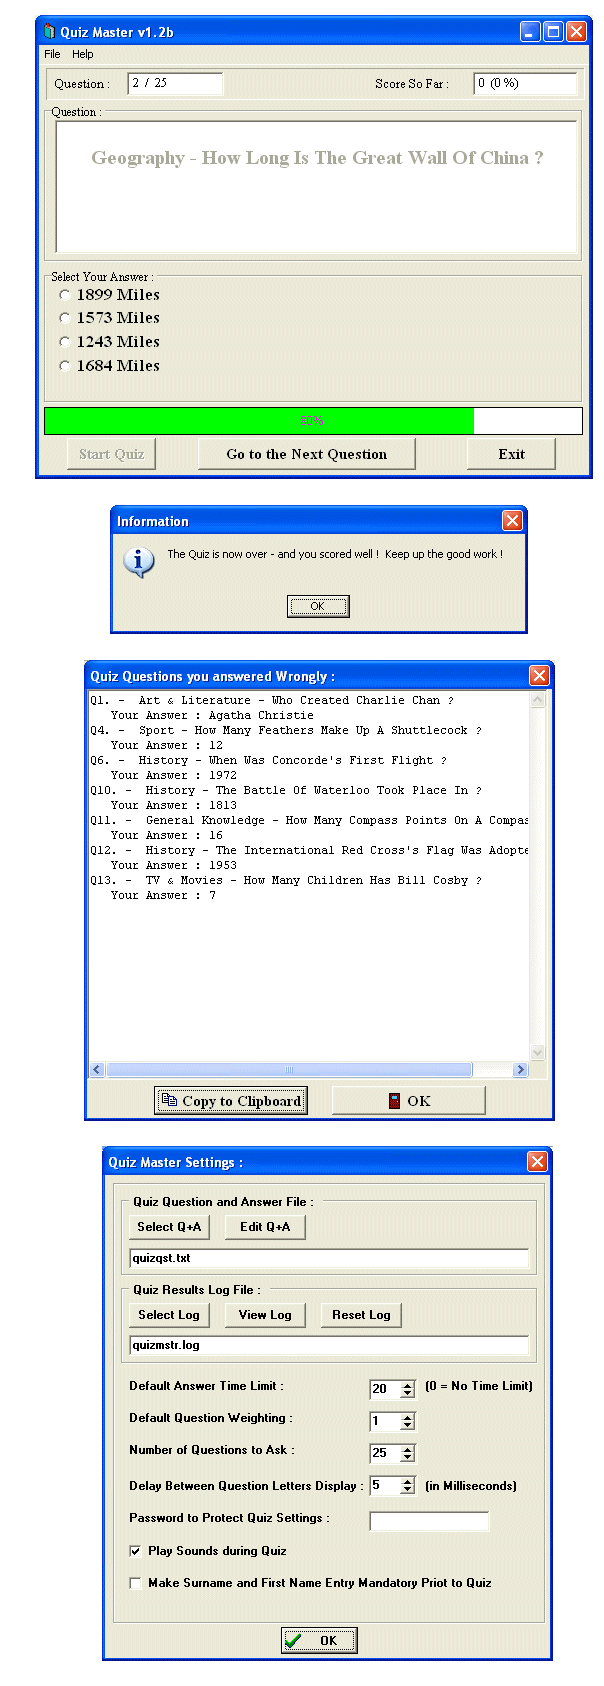 Quiz Master v1.2b
File Help
Question : 2 / 25 Score So Far : 0 (0%)
Question :
Geography - How Long Is The Great Wall Of China ?
Select Your Answer :
1899 Miles
1573 Miles
1243 Miles
1684 Miles
80%
Start Quiz Go to the Next Question Exit
Information
The Quiz is now over - and you scored well ! Keep up the good work !
OK
Quiz Questions you answered Wrongly :
Q1. - Art & Literature - Who Created Charlie Chan ?
Your Answer : Agatha Christie
Q4. - Sport - How Many Feathers Make Up A Shuttlecock ?
Your Answer : 12
Q6. - History - When Was Concorde's First Flight ?
Your Answer : 1972
Q10. - History - The Battle Of Waterloo Took Place In ?
Your Answer : 1813
Q11. - General Knowledge - How Many Compass Points On A Compas
Your Answer : 16
Q12. - History - The International Red Cross's Flag Was Adopte
Your Answer : 1953
Q13. - TV & Movies - How Many Children Has Bill Cosby ?
Your Answer : 7
Copy to Clipboard OK
Quiz Master Settings :
Quiz Question and Answer File :
Select Q+A Edit Q+A
quizqst.txt
Quiz Results Log File :
Select Log View Log Reset Log
quizmstr.log
Default Answer Time Limit : 20 (0 = No Time Limit)
Default Question Weighting : 1
Number of Questions to Ask : 25
Delay Between Question Letters Display : 5 (in Milliseconds)
Password to Protect Quiz Settings :
Play Sounds during Quiz
Make Surname and First Name Entry Mandatory Priot to Quiz
OK